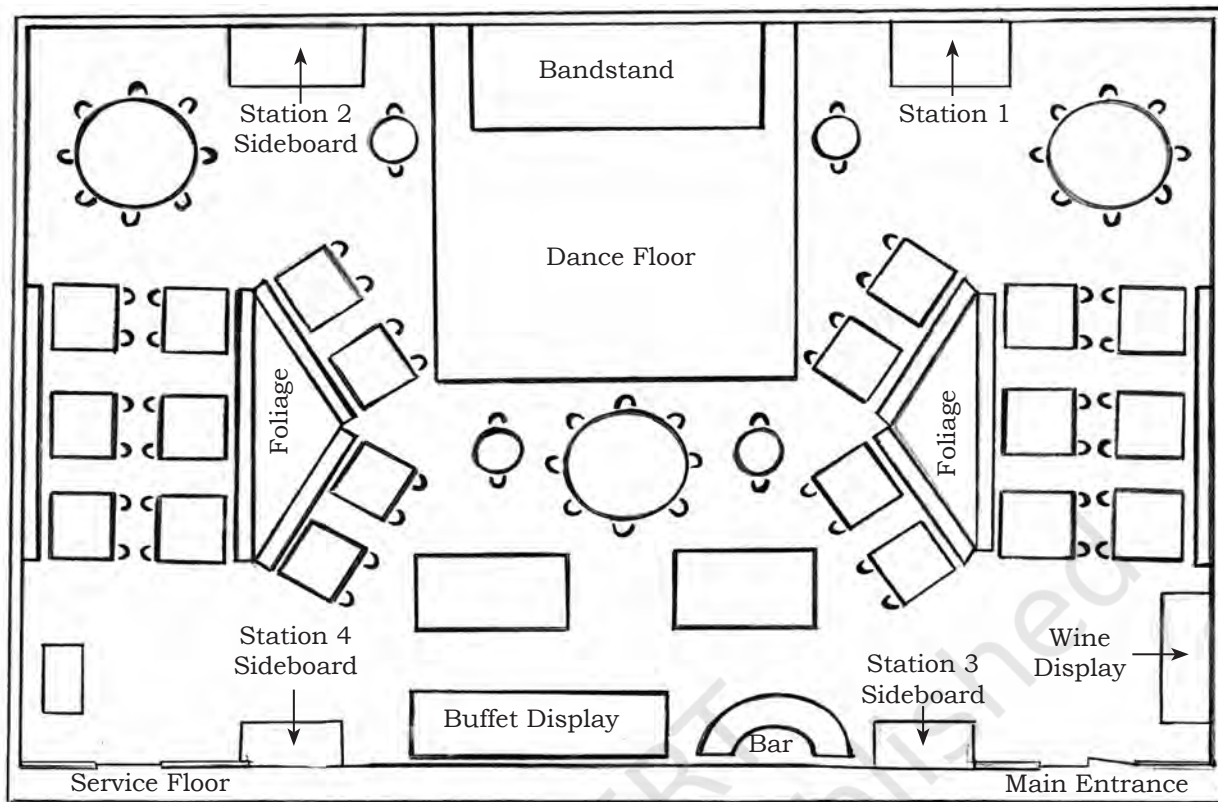 Bandstand
Station 2
Sideboard
Station 1
Dance Floor
Foliage
Foliage
Station 4
Sideboard
Station 3
Sideboard
Wine
Display
Buffet Display
Bar
Service Floor
Main Entrance